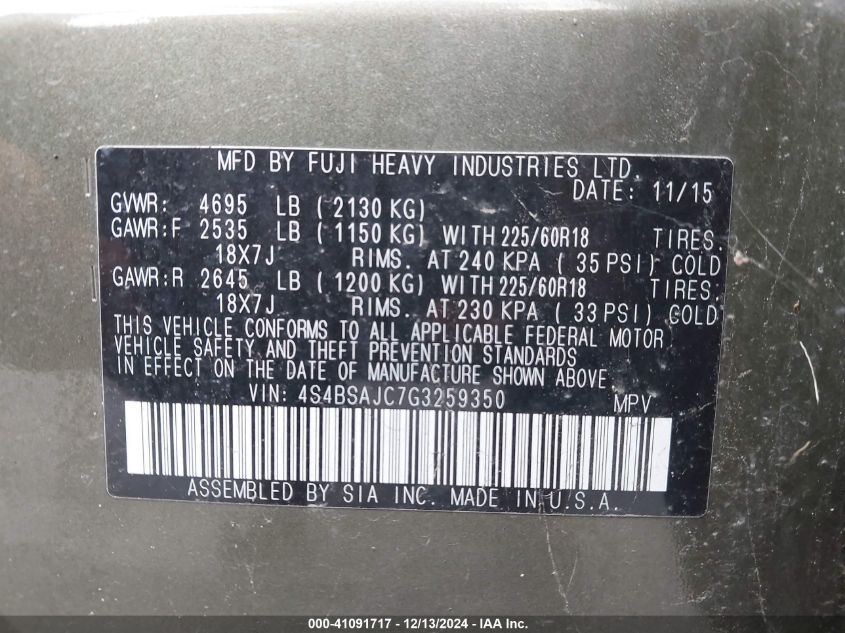 MFD BY FUJI HEAVY INDUSTRIES LTD.
DATE: 11/15
GVWR: 4695 LB ( 2130 KG)
GAWR:F 2535 LB ( 1150 KG) WITH 225/60R18 TIRES.
18X7J RIMS. AT 240 KPA ( 35 PSI) COLD
GAWR:R 2645 LB ( 1200 KG) WITH 225/60R18 TIRES.
18X7J RIMS. AT 230 KPA ( 33 PSI) COLD
THIS VEHICLE CONFORMS TO ALL APPLICABLE FEDERAL MOTOR
VEHICLE SAFETY AND THEFT PREVENTION STANDARDS
IN EFFECT ON THE DATE OF MANUFACTURE SHOWN ABOVE.
VIN: 4S4BSAJC7G3259350 MPV
ASSEMBLED BY SIA INC. MADE IN U.S.A.
000-41091717 - 12/13/2024 - IAA Inc.